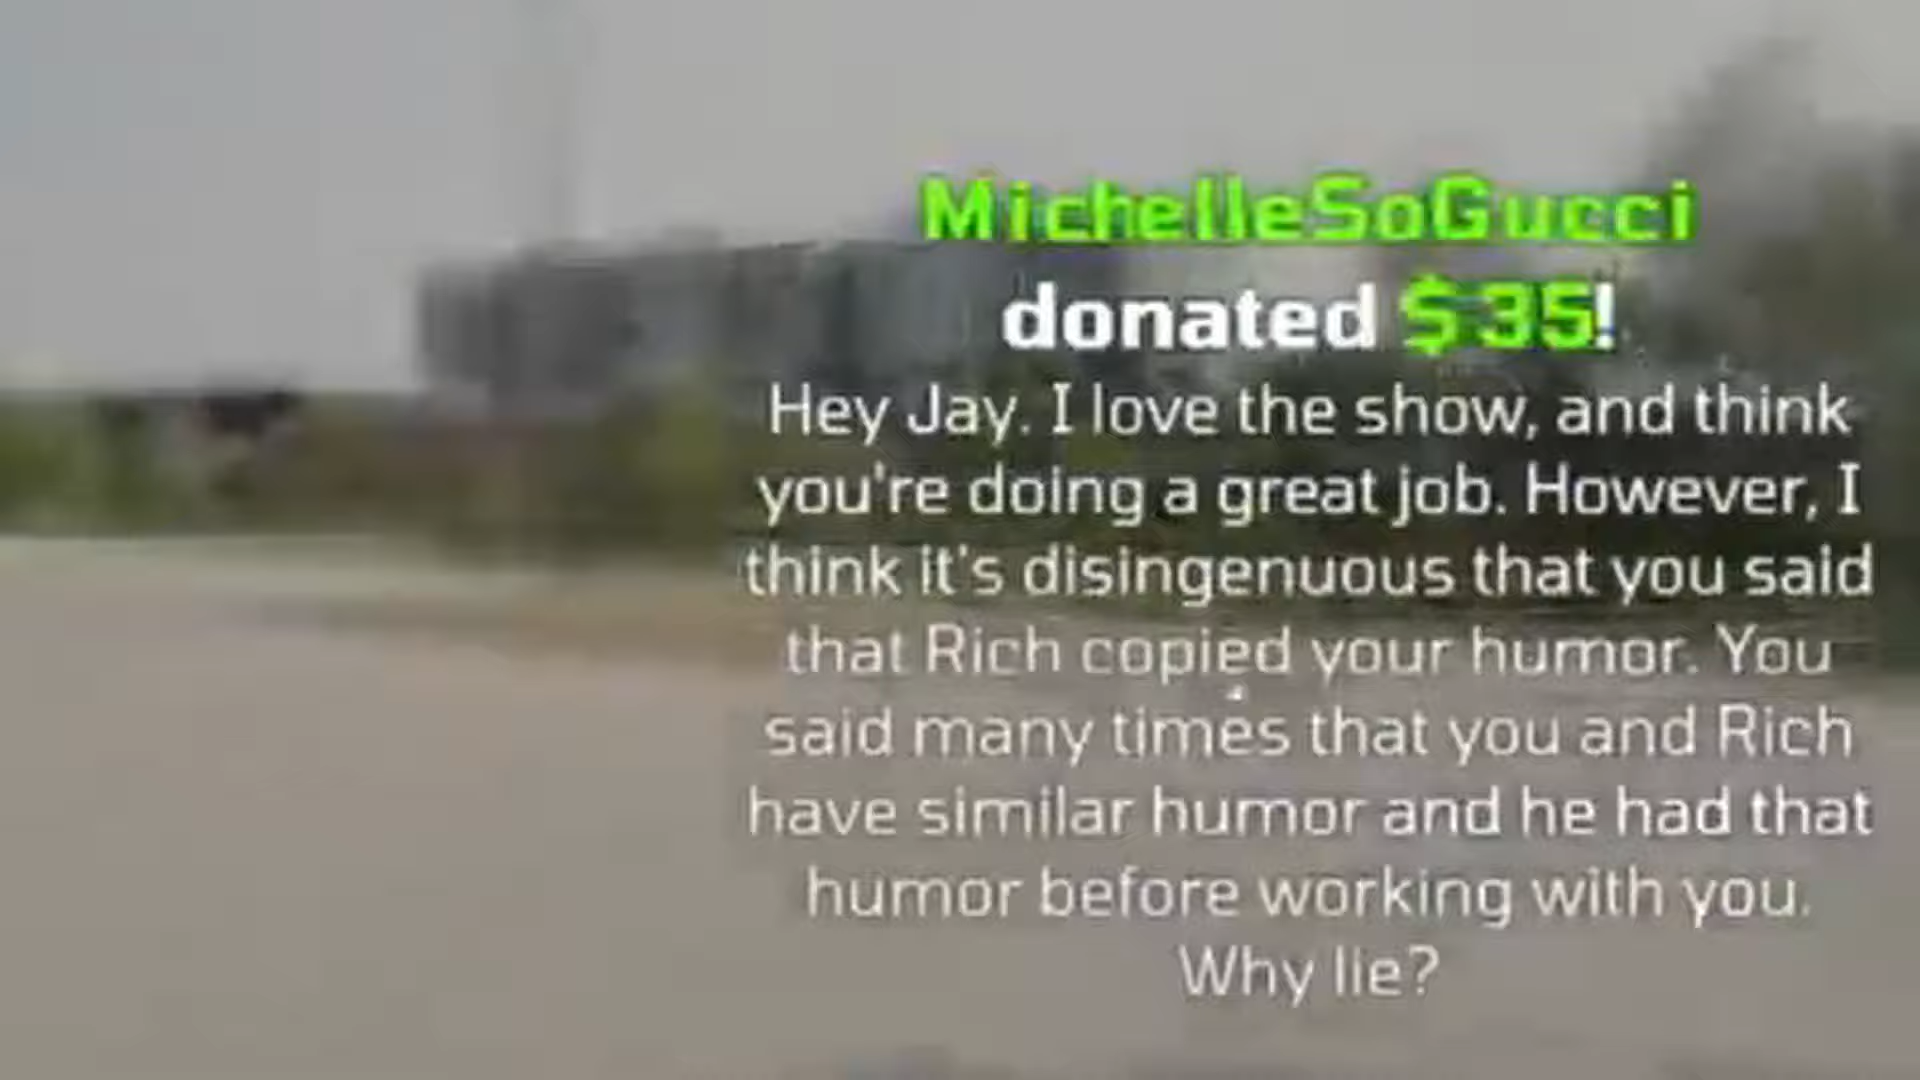 MichelleSoGucci
donated $35!
Hey Jay. I love the show, and think
you're doing a great job. However, I
think it's disingenuous that you said
that Rich copied your humor. You
said many times that you and Rich
have similar humor and he had that
humor before working with you.
Why lie?